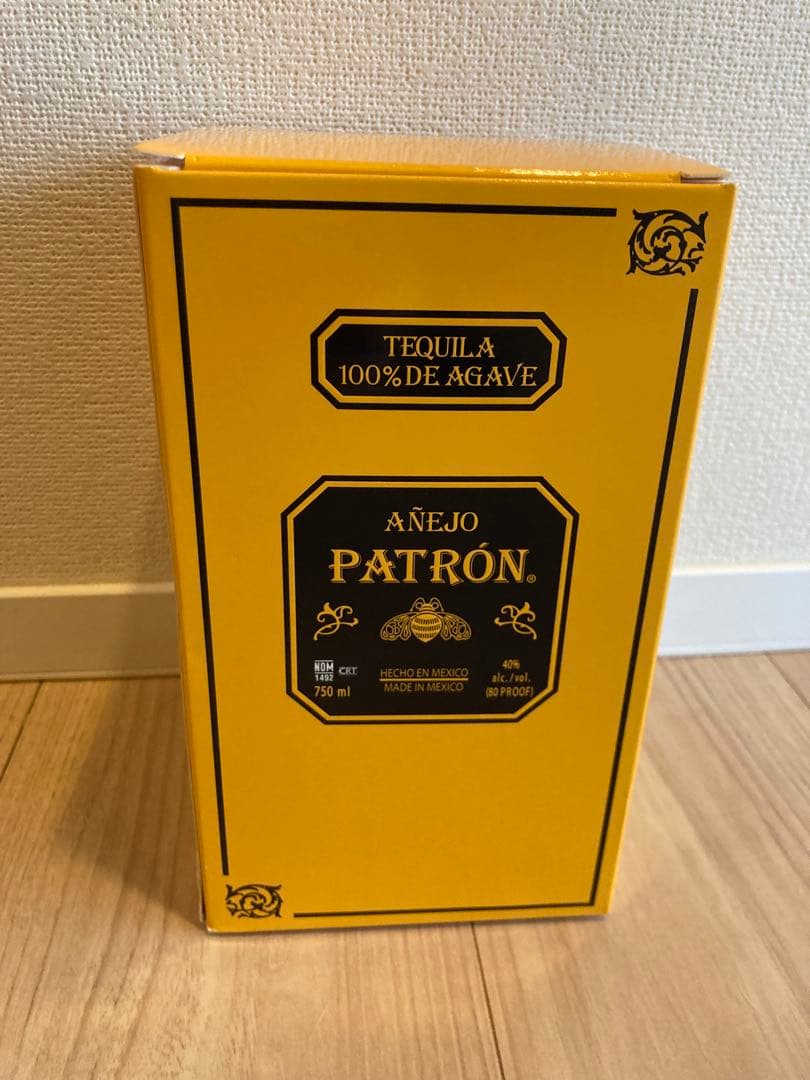 TEQUILA
100% DE AGAVE
AÑEJO
PATRÓN®
NOM
1492
CRT
750 ml
HECHO EN MEXICO
MADE IN MEXICO
40%
alc./vol.
(80 PROOF)